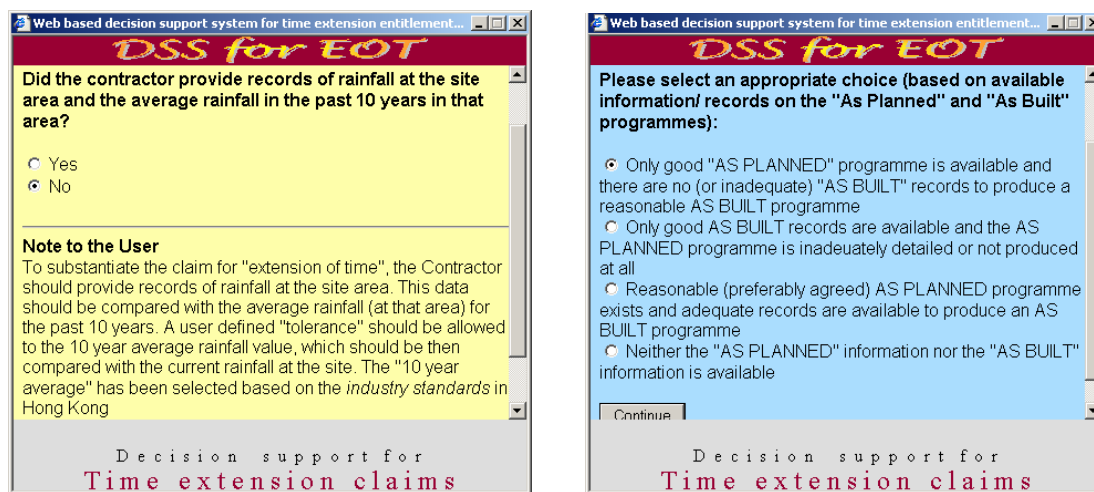 Web based decision support system for time extension entitlement...
DSS for EOT
Did the contractor provide records of rainfall at the site
area and the average rainfall in the past 10 years in that
area?
Yes
No
Note to the User
To substantiate the claim for "extension of time", the Contractor
should provide records of rainfall at the site area. This data
should be compared with the average rainfall (at that area) for
the past 10 years. A user defined "tolerance" should be allowed
to the 10 year average rainfall value, which should be then
compared with the current rainfall at the site. The "10 year
average" has been selected based on the industry standards in
Hong Kong
Decision support for
Time extension claims
Web based decision support system for time extension entitlement...
DSS for EOT
Please select an appropriate choice (based on available
information/ records on the "As Planned" and "As Built"
programmes):
Only good "AS PLANNED" programme is available and
there are no (or inadequate) "AS BUILT" records to produce a
reasonable AS BUILT programme
Only good AS BUILT records are available and the AS
PLANNED programme is inadeuately detailed or not produced
at all
Reasonable (preferably agreed) AS PLANNED programme
exists and adequate records are available to produce an AS
BUILT programme
Neither the "AS PLANNED" information nor the "AS BUILT"
information is available
Continue
Decision support for
Time extension claims